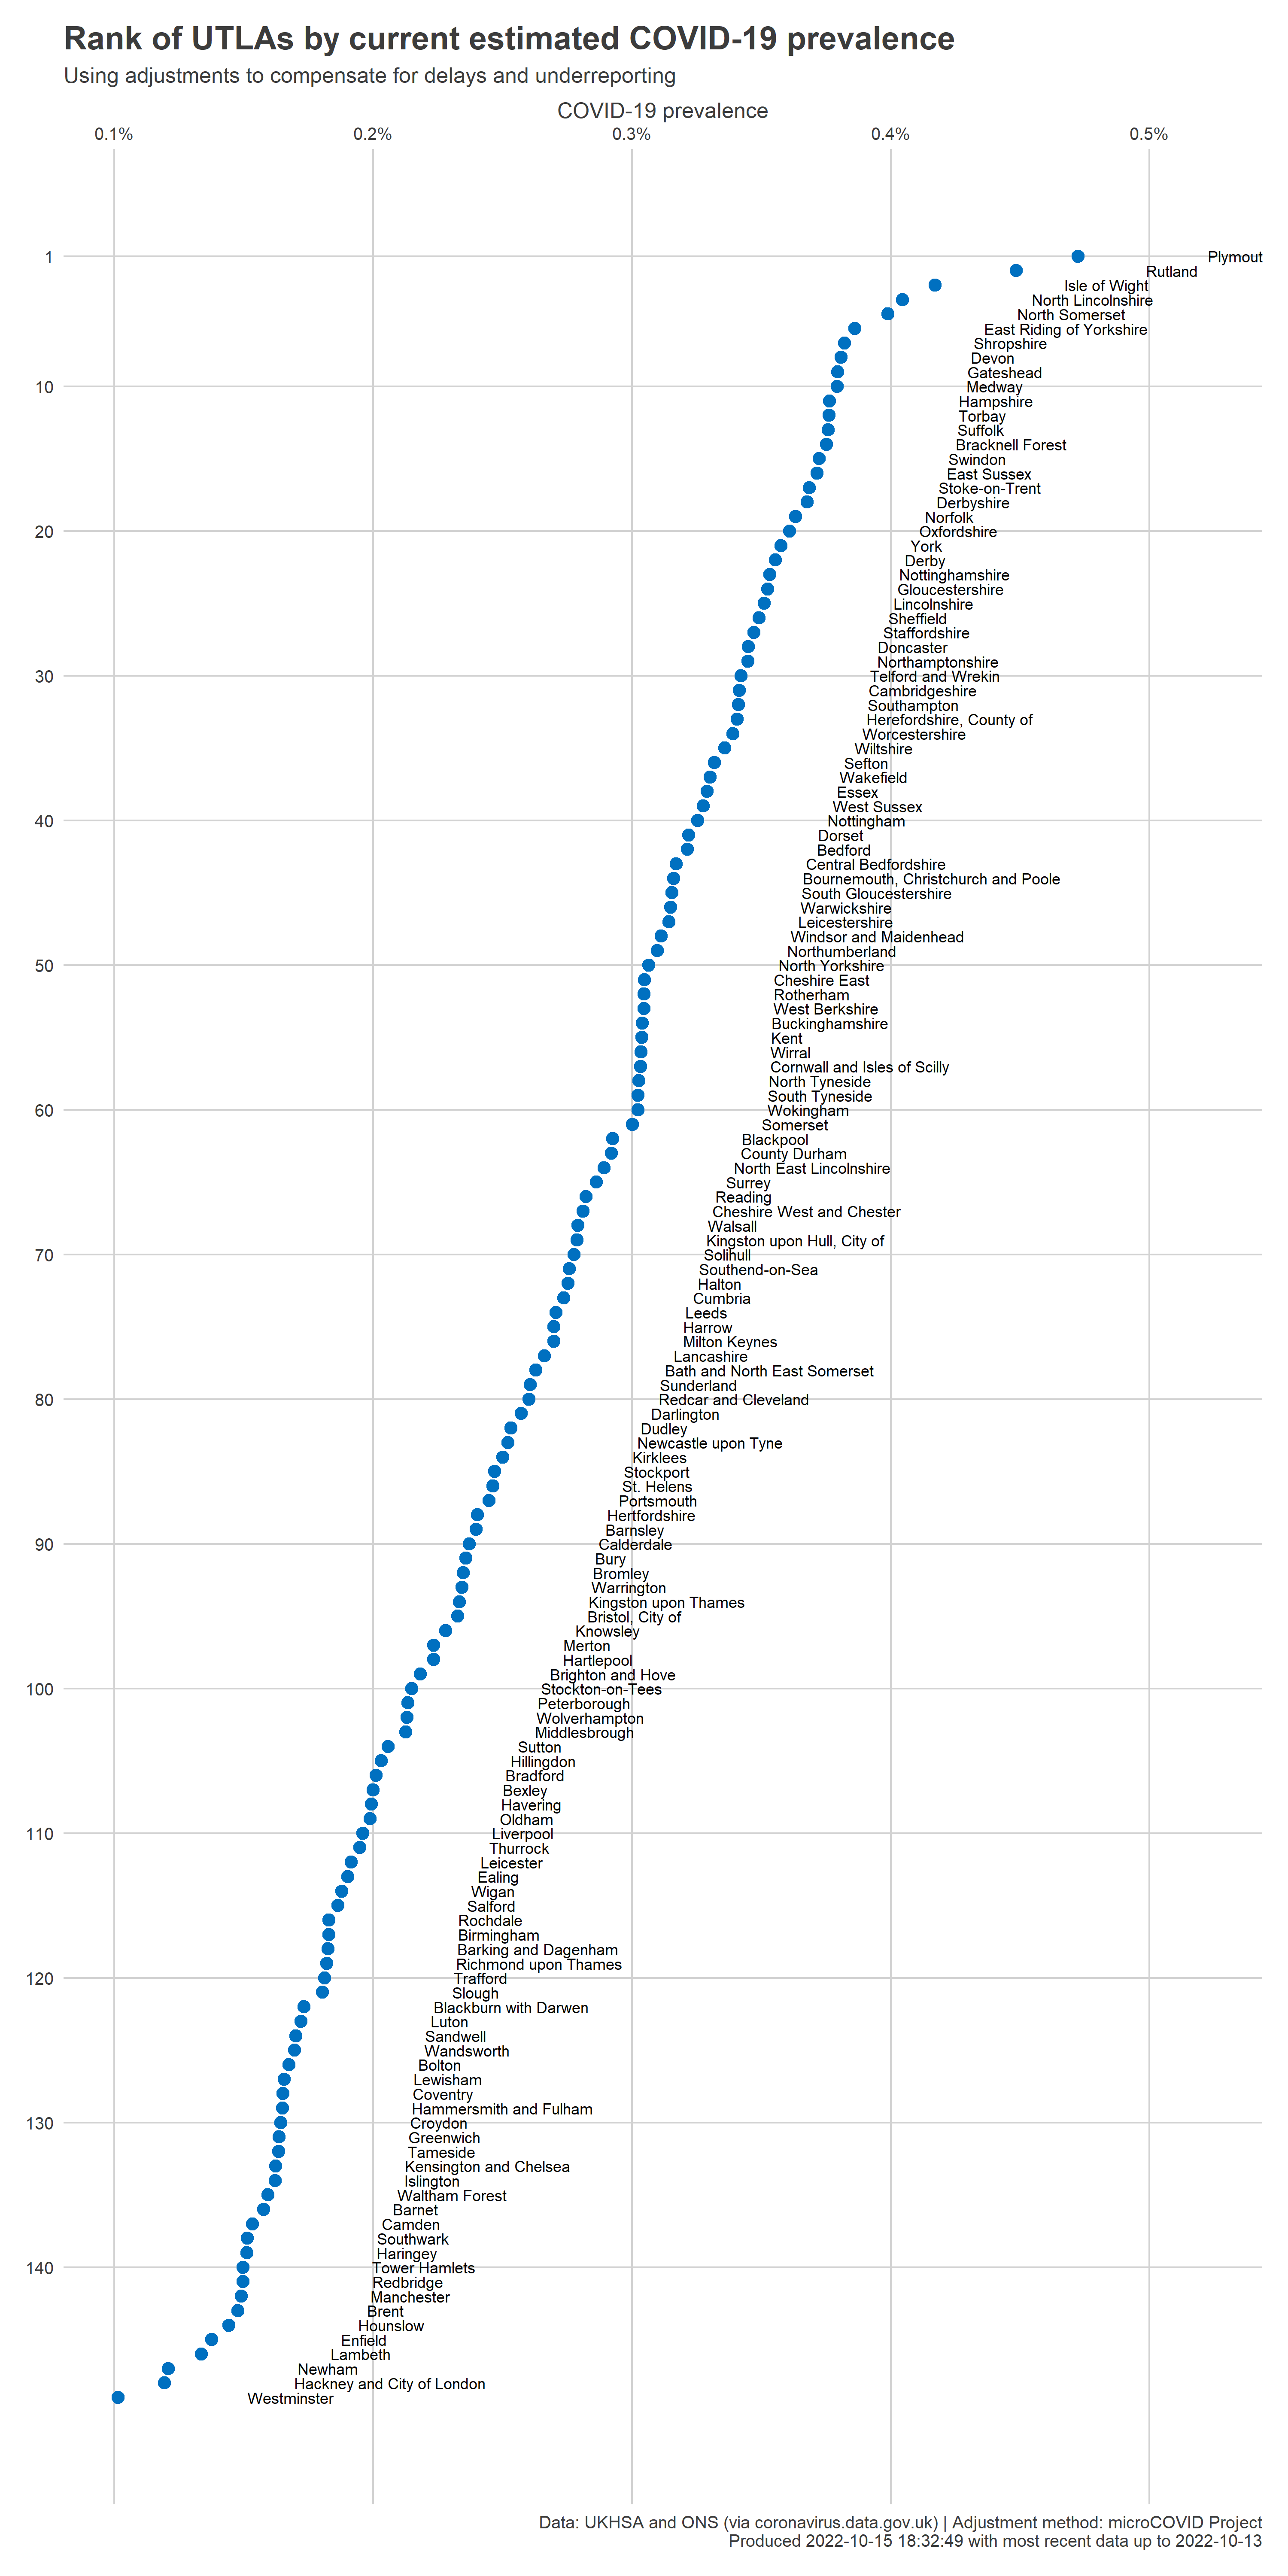 Rank of UTLAs by current estimated COVID-19 prevalence
Using adjustments to compensate for delays and underreporting
COVID-19 prevalence
0.1% 0.2% 0.3% 0.4% 0.5%
1 Plymout
Rutland
Isle of Wight
North Lincolnshire
North Somerset
East Riding of Yorkshire
Shropshire
Devon
Gateshead
10 Medway
Hampshire
Torbay
Suffolk
Bracknell Forest
Swindon
East Sussex
Stoke-on-Trent
Derbyshire
Norfolk
20 Oxfordshire
York
Derby
Nottinghamshire
Gloucestershire
Lincolnshire
Sheffield
Staffordshire
Doncaster
Northamptonshire
30 Telford and Wrekin
Cambridgeshire
Southampton
Herefordshire, County of
Worcestershire
Wiltshire
Sefton
Wakefield
Essex
West Sussex
40 Nottingham
Dorset
Bedford
Central Bedfordshire
Bournemouth, Christchurch and Poole
South Gloucestershire
Warwickshire
Leicestershire
Windsor and Maidenhead
Northumberland
50 North Yorkshire
Cheshire East
Rotherham
West Berkshire
Buckinghamshire
Kent
Wirral
Cornwall and Isles of Scilly
North Tyneside
South Tyneside
60 Wokingham
Somerset
Blackpool
County Durham
North East Lincolnshire
Surrey
Reading
Cheshire West and Chester
Walsall
Kingston upon Hull, City of
70 Solihull
Southend-on-Sea
Halton
Cumbria
Leeds
Harrow
Milton Keynes
Lancashire
Bath and North East Somerset
Sunderland
80 Redcar and Cleveland
Darlington
Dudley
Newcastle upon Tyne
Kirklees
Stockport
St. Helens
Portsmouth
Hertfordshire
Barnsley
90 Calderdale
Bury
Bromley
Warrington
Kingston upon Thames
Bristol, City of
Knowsley
Merton
Hartlepool
Brighton and Hove
100 Stockton-on-Tees
Peterborough
Wolverhampton
Middlesbrough
Sutton
Hillingdon
Bradford
Bexley
Havering
Oldham
110 Liverpool
Thurrock
Leicester
Ealing
Wigan
Salford
Rochdale
Birmingham
Barking and Dagenham
Richmond upon Thames
120 Trafford
Slough
Blackburn with Darwen
Luton
Sandwell
Wandsworth
Bolton
Lewisham
Coventry
Hammersmith and Fulham
130 Croydon
Greenwich
Tameside
Kensington and Chelsea
Islington
Waltham Forest
Barnet
Camden
Southwark
Haringey
140 Tower Hamlets
Redbridge
Manchester
Brent
Hounslow
Enfield
Lambeth
Newham
Hackney and City of London
Westminster
Data: UKHSA and ONS (via coronavirus.data.gov.uk) | Adjustment method: microCOVID Project
Produced 2022-10-15 18:32:49 with most recent data up to 2022-10-13